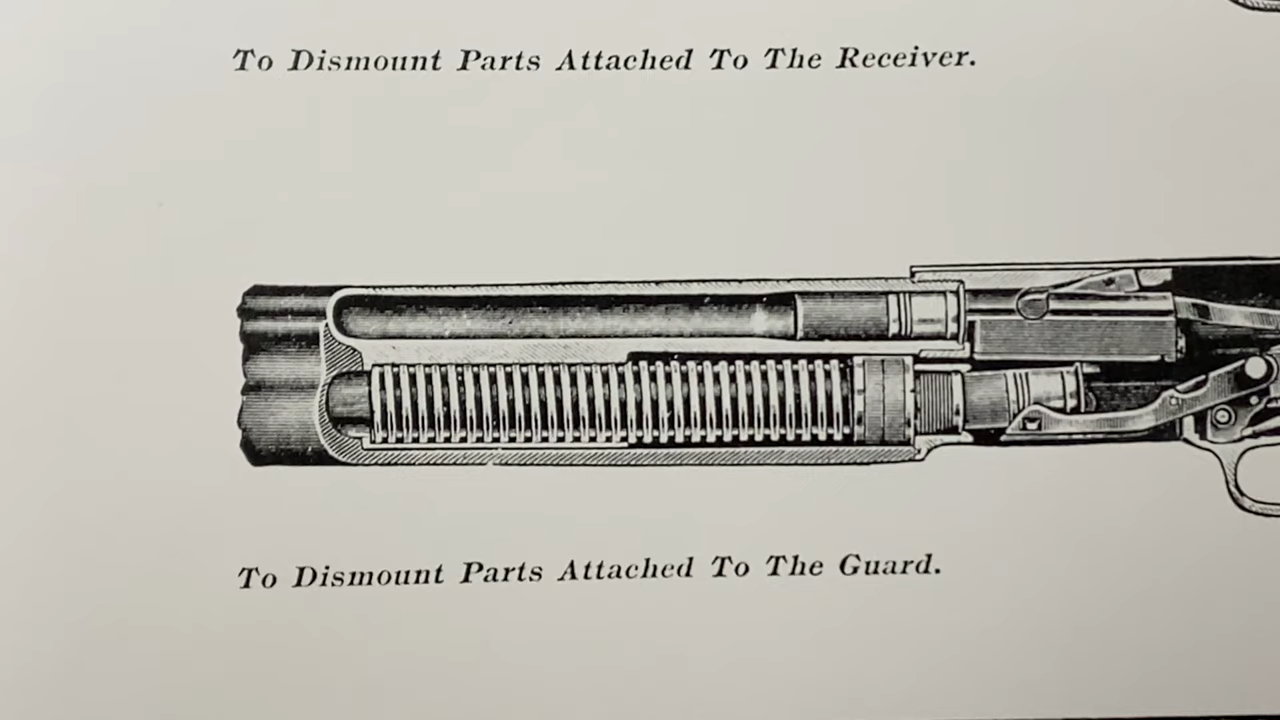 To Dismount Parts Attached To The Receiver.
To Dismount Parts Attached To The Guard.